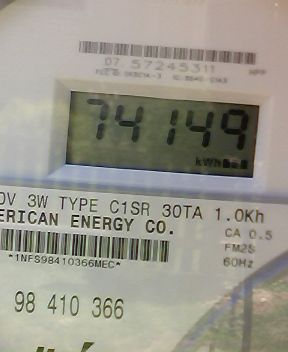 07 57245311
74149
kWh
0V 3W TYPE C1SR 30TA 1.0Kh
ERICAN ENERGY CO.
CA 0.5
FM2S
*1NFS98410366MEC*
60Hz
98 410 366